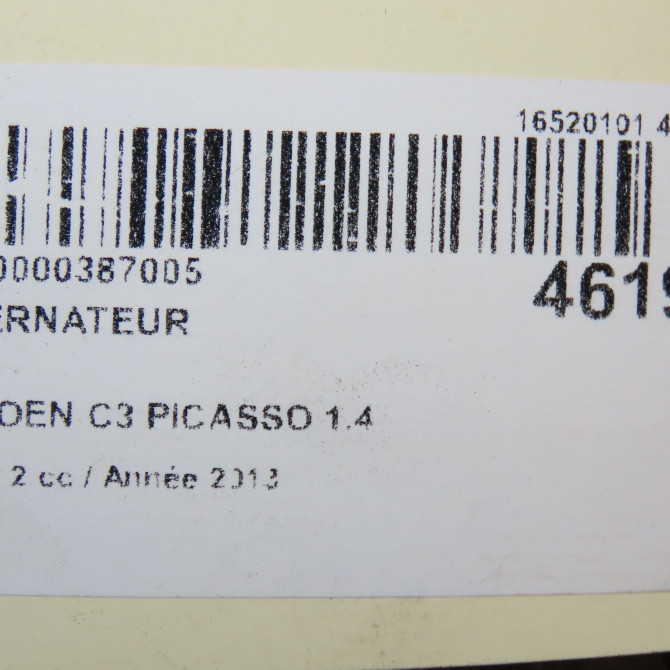 16520101 4
0000387005
4619
ERNATEUR
OEN C3 PICASSO 1.4
2 cc / Année 2013